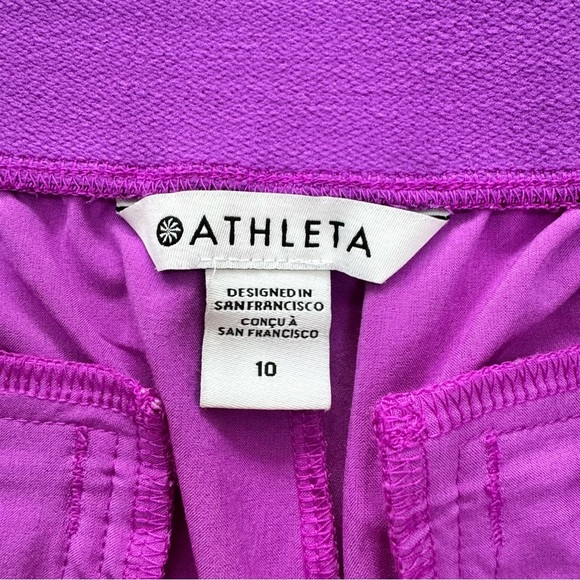 ATHLETA
DESIGNED IN
SAN FRANCISCO
CONÇU À
SAN FRANCISCO
10